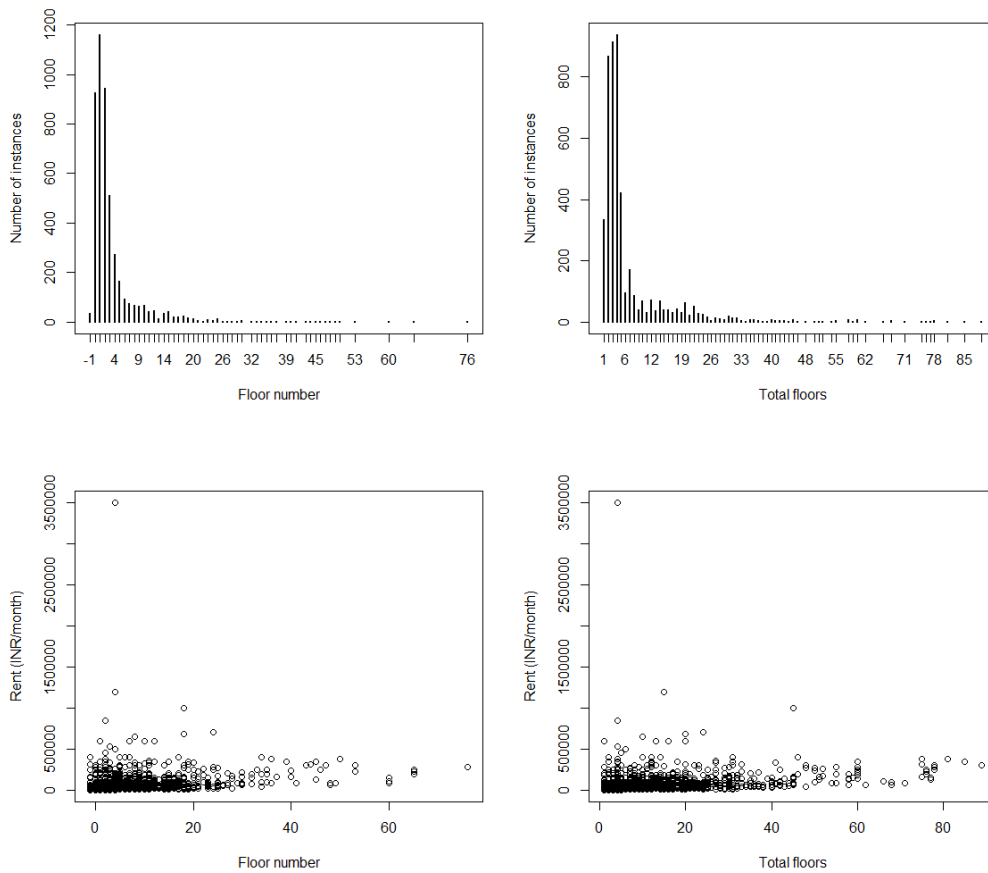 Number of instances
0 200 400 600 800 1000 1200
-1 4 9 14 20 26 32 39 45 53 60 76
Floor number
Number of instances
0 200 400 600 800
1 6 12 19 26 33 40 46 55 62 71 78 85
Total floors
Rent (INR/month)
0 500000 1500000 2500000 3500000
0 20 40 60
Floor number
Rent (INR/month)
0 500000 1500000 2500000 3500000
0 20 40 60 80
Total floors